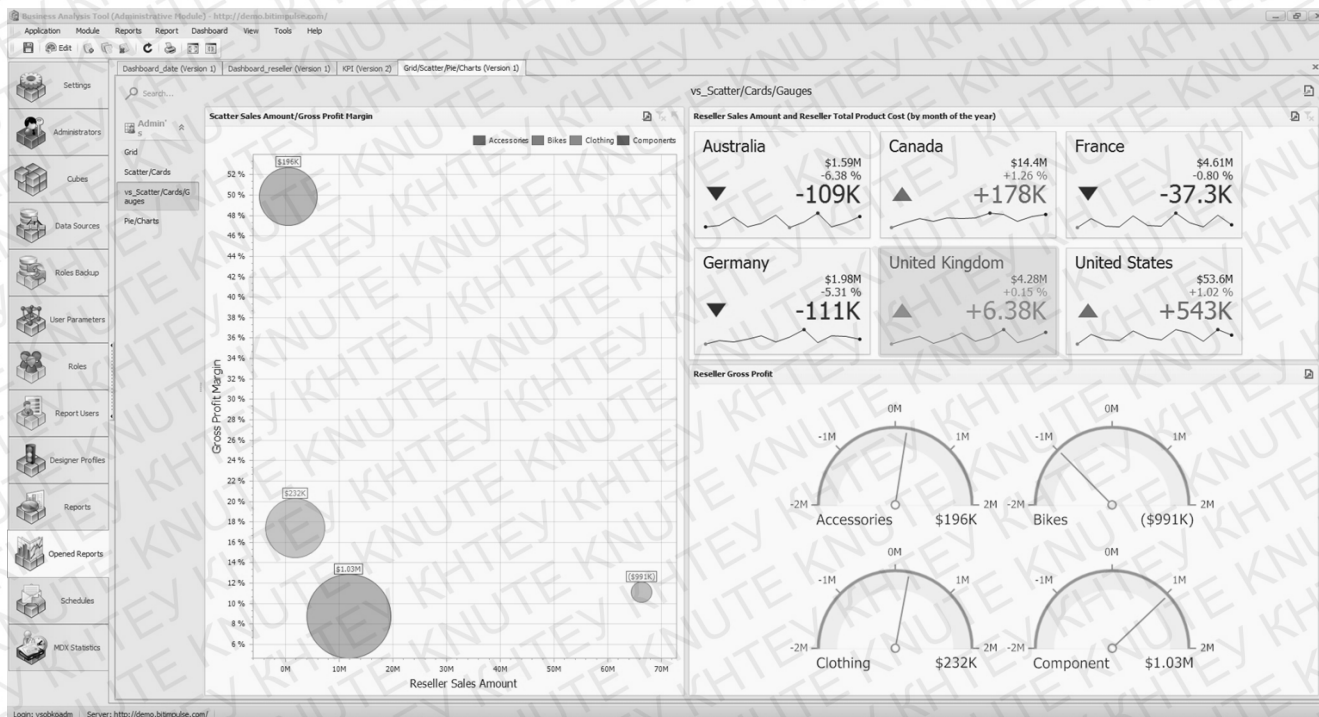 Business Analysis Tool (Administrative Module) - http://demo.bitimpulse.com/
Application Module Reports Report Dashboard View Tools Help
Edit
Dashboard_date (Version 1) Dashboard_reseller (Version 1) KPI (Version 2) Grid/Scatter/Pie/Charts (Version 1)
Settings
Administrators
Cubes
Data Sources
Roles Backup
User Parameters
Roles
Report Users
Designer Profiles
Reports
Opened Reports
Schedules
MDX Statistics
Search...
Admin'
s
Grid
Scatter/Cards
vs_Scatter/Cards/G
auges
Pie/Charts
vs_Scatter/Cards/Gauges
Scatter Sales Amount/Gross Profit Margin
Accessories Bikes Clothing Components
Gross Profit Margin
52 %
50 %
48 %
46 %
44 %
42 %
40 %
38 %
36 %
34 %
32 %
30 %
28 %
26 %
24 %
22 %
20 %
18 %
16 %
14 %
12 %
10 %
8 %
6 %
$196K
$232K
$1.03M
($991K)
0M 10M 20M 30M 40M 50M 60M 70M
Reseller Sales Amount
Reseller Sales Amount and Reseller Total Product Cost (by month of the year)
Australia
$1.59M
-6.38 %
-109K
Canada
$14.4M
+1.26 %
+178K
France
$4.61M
-0.80 %
-37.3K
Germany
$1.98M
-5.31 %
-111K
United Kingdom
$4.28M
+0.15 %
+6.38K
United States
$53.6M
+1.02 %
+543K
Reseller Gross Profit
0M
-1M 1M
-2M 2M
Accessories $196K
0M
-1M 1M
-2M 2M
Bikes ($991K)
0M
-1M 1M
-2M 2M
Clothing $232K
0M
-1M 1M
-2M 2M
Component $1.03M
Login: vsobkoadm Server: http://demo.bitimpulse.com/
KNUTE KHTEY KNUTE KHTEY KNUTE KHTEY